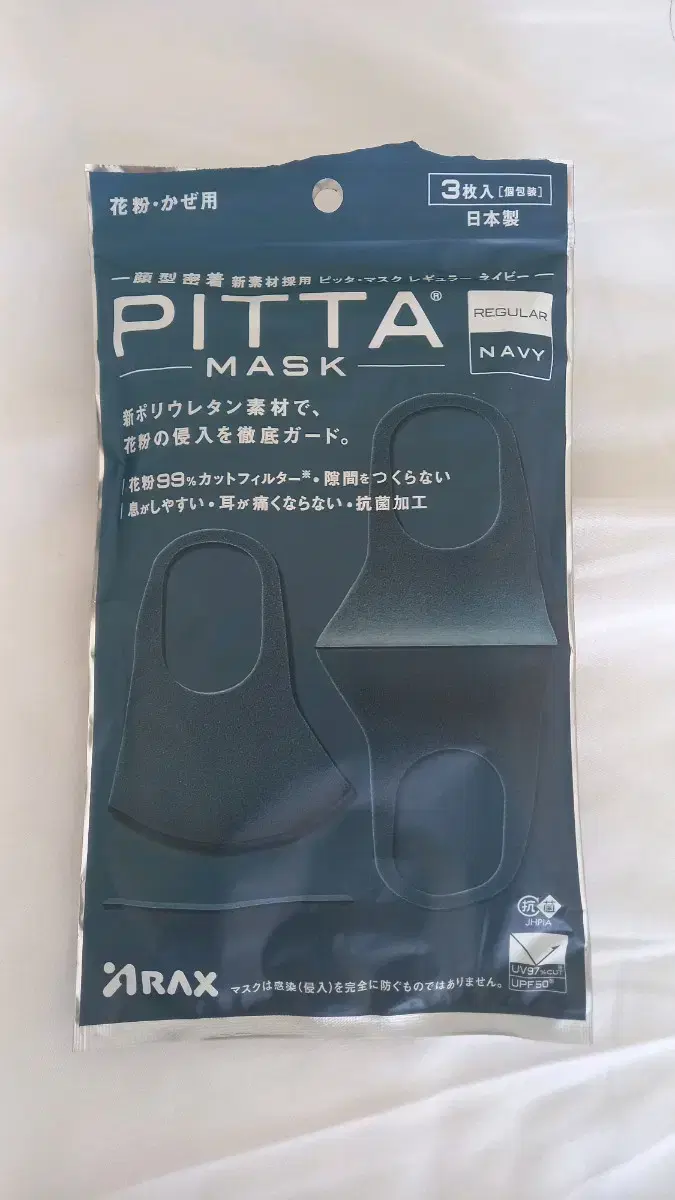 花粉・かぜ用
3枚入[個包装]
日本製
顔型密着 新素材採用 ピッタ・マスク レギュラー ネイビー
PITTA®
MASK
REGULAR
NAVY
新ポリウレタン素材で、
花粉の侵入を徹底ガード。
花粉99%カットフィルター※・隙間をつくらない
息がしやすい・耳が痛くならない・抗菌加工
抗菌
JHPIA
UV97%CUT
UPF50+
ARAX
マスクは感染(侵入)を完全に防ぐものではありません。